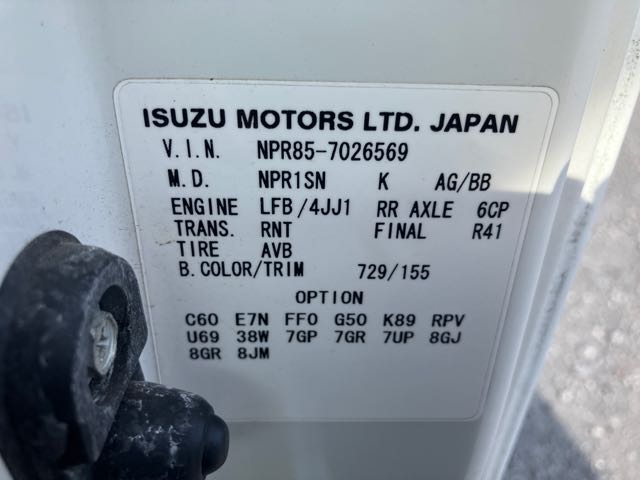 ISUZU MOTORS LTD. JAPAN
V.I.N. NPR85-7026569
M.D. NPR1SN K AG/BB
ENGINE LFB/4JJ1 RR AXLE 6CP
TRANS. RNT FINAL R41
TIRE AVB
B.COLOR/TRIM 729/155
OPTION
C60 E7N FF0 G50 K89 RPV
U69 38W 7GP 7GR 7UP 8GJ
8GR 8JM